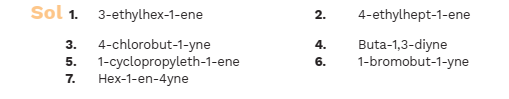 Sol 1. 3-ethylhex-1-ene 2. 4-ethylhept-1-ene
3. 4-chlorobut-1-yne 4. Buta-1,3-diyne
5. 1-cyclopropyleth-1-ene 6. 1-bromobut-1-yne
7. Hex-1-en-4yne